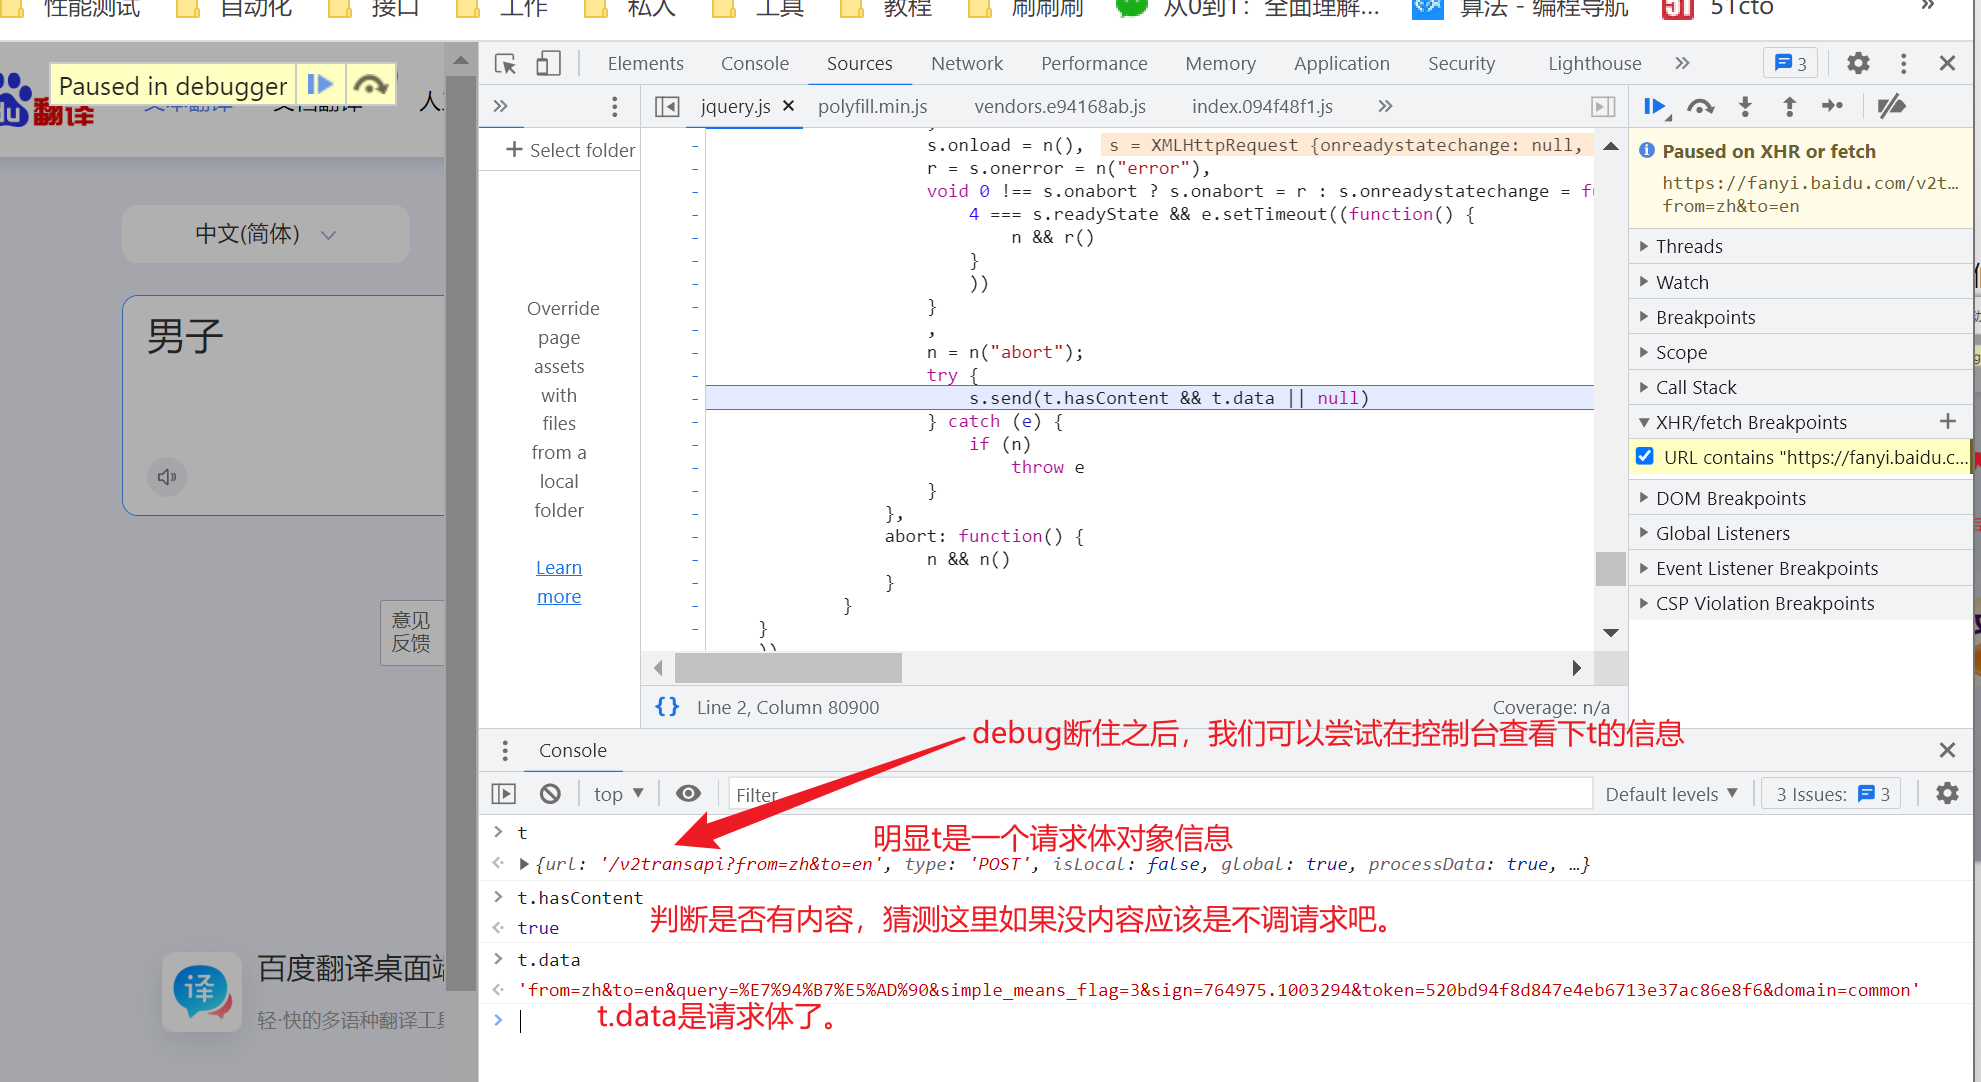 性能测试 自动化 接口 工作 私人 工具 教程 刷刷刷 从0到1：全面理解... 算法 - 编程导航 51cto »
Paused in debugger
du 翻译
Elements Console Sources Network Performance Memory Application Security Lighthouse » 3
» jquery.js × polyfill.min.js vendors.e94168ab.js index.094f48f1.js »
+ Select folder
Override
page
assets
with
files
from a
local
folder
Learn
more
中文(简体)
男子
意见
反馈
译
百度翻译桌面端
轻·快的多语种翻译工具
s.onload = n(), s = XMLHttpRequest {onreadystatechange: null,
r = s.onerror = n("error"),
void 0 !== s.onabort ? s.onabort = r : s.onreadystatechange = fu
4 === s.readyState && e.setTimeout((function() {
n && r()
}
))
}
,
n = n("abort");
try {
s.send(t.hasContent && t.data || null)
} catch (e) {
if (n)
throw e
}
},
abort: function() {
n && n()
}
}
}
))
{} Line 2, Column 80900 Coverage: n/a
Paused on XHR or fetch
https://fanyi.baidu.com/v2t…
from=zh&to=en
Threads
Watch
Breakpoints
Scope
Call Stack
XHR/fetch Breakpoints +
URL contains "https://fanyi.baidu.c...
DOM Breakpoints
Global Listeners
Event Listener Breakpoints
CSP Violation Breakpoints
debug断住之后，我们可以尝试在控制台查看下t的信息
Console
top Filter Default levels 3 Issues: 3
> t
明显t是一个请求体对象信息
{url: '/v2transapi?from=zh&to=en', type: 'POST', isLocal: false, global: true, processData: true, …}
> t.hasContent
判断是否有内容，猜测这里如果没内容应该是不调请求吧。
true
> t.data
'from=zh&to=en&query=%E7%94%B7%E5%AD%90&simple_means_flag=3&sign=764975.1003294&token=520bd94f8d847e4eb6713e37ac86e8f6&domain=common'
t.data是请求体了。
>